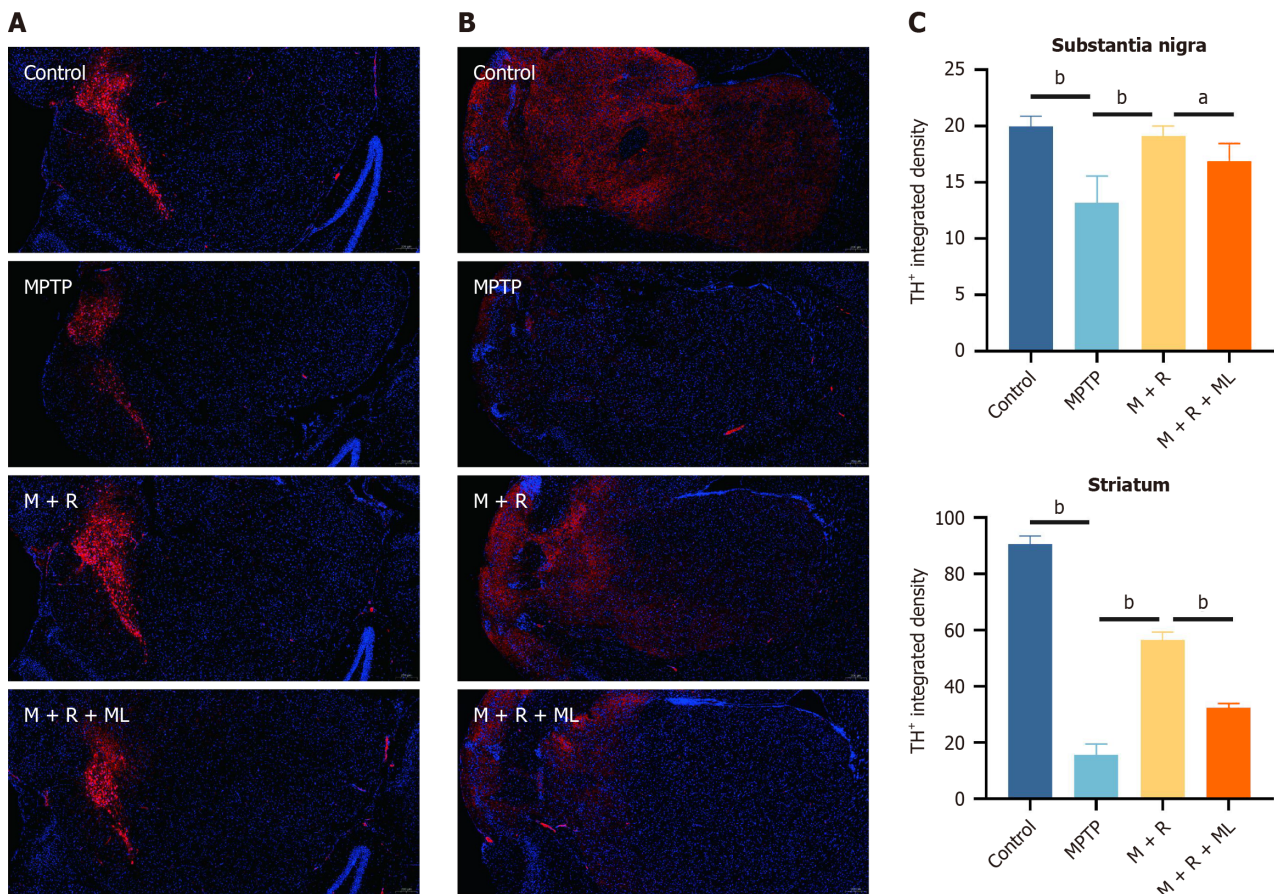 A
Control
MPTP
M + R
M + R + ML
B
Control
MPTP
M + R
M + R + ML
C
Substantia nigra
TH⁺ integrated density
25
20
15
10
5
0
b
b
a
Control
MPTP
M + R
M + R + ML
Striatum
TH⁺ integrated density
100
80
60
40
20
0
b
b
b
Control
MPTP
M + R
M + R + ML